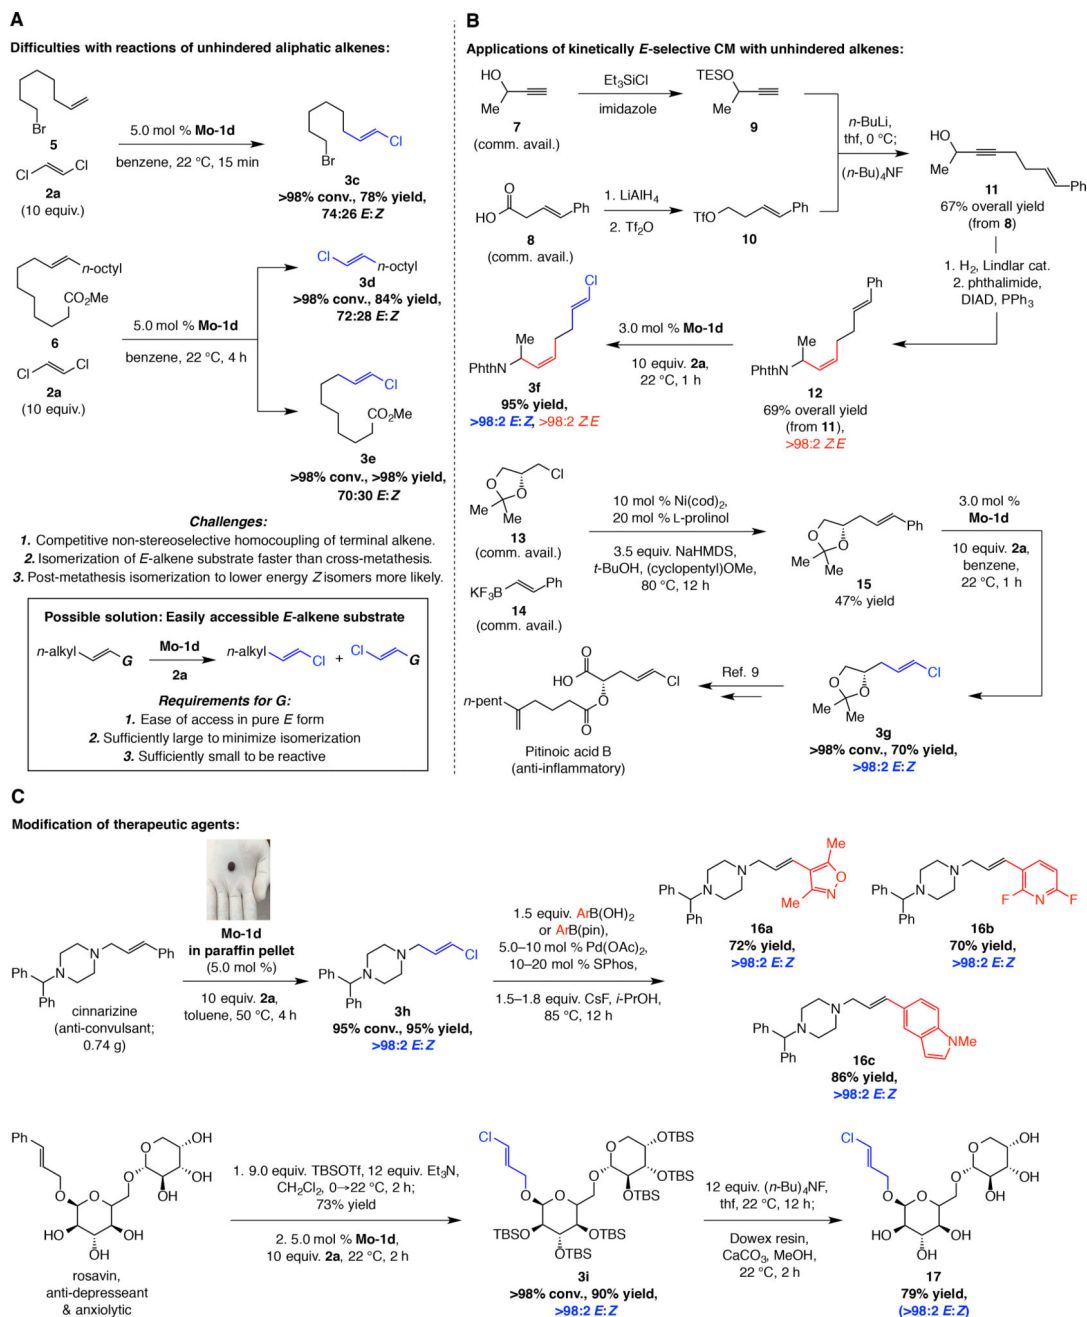 A
Difficulties with reactions of unhindered aliphatic alkenes:
Br
5
Cl
Cl
2a
(10 equiv.)
5.0 mol % Mo-1d
benzene, 22 °C, 15 min
Cl
Br
3c
>98% conv., 78% yield,
74:26 E:Z
n-octyl
CO2Me
6
Cl
Cl
2a
(10 equiv.)
5.0 mol % Mo-1d
benzene, 22 °C, 4 h
Cl
n-octyl
3d
>98% conv., 84% yield,
72:28 E:Z
Cl
CO2Me
3e
>98% conv., >98% yield,
70:30 E:Z
Challenges:
1. Competitive non-stereoselective homocoupling of terminal alkene.
2. Isomerization of E-alkene substrate faster than cross-metathesis.
3. Post-metathesis isomerization to lower energy Z isomers more likely.
Possible solution: Easily accessible E-alkene substrate
n-alkyl
G
Mo-1d
2a
n-alkyl
Cl
+
Cl
G
Requirements for G:
1. Ease of access in pure E form
2. Sufficiently large to minimize isomerization
3. Sufficiently small to be reactive
B
Applications of kinetically E-selective CM with unhindered alkenes:
HO
Me
7
(comm. avail.)
Et3SiCl
imidazole
TESO
Me
9
O
HO
Ph
8
(comm. avail.)
1. LiAlH4
2. Tf2O
TfO
Ph
10
n-BuLi,
thf, 0 °C;
(n-Bu)4NF
HO
Me
Ph
11
67% overall yield
(from 8)
1. H2, Lindlar cat.
2. phthalimide,
DIAD, PPh3
Ph
Me
PhthN
12
69% overall yield
(from 11),
>98:2 Z:E
3.0 mol % Mo-1d
10 equiv. 2a,
22 °C, 1 h
Cl
Me
PhthN
3f
95% yield,
>98:2 E:Z, >98:2 Z:E
Cl
O
O
Me
Me
13
(comm. avail.)
KF3B
Ph
14
(comm. avail.)
10 mol % Ni(cod)2,
20 mol % L-prolinol
3.5 equiv. NaHMDS,
t-BuOH, (cyclopentyl)OMe,
80 °C, 12 h
Ph
O
O
Me
Me
15
47% yield
3.0 mol %
Mo-1d
10 equiv. 2a,
benzene,
22 °C, 1 h
Cl
O
O
Me
Me
3g
>98% conv., 70% yield,
>98:2 E:Z
Ref. 9
O
HO
Cl
n-pent
O
O
Pitinoic acid B
(anti-inflammatory)
C
Modification of therapeutic agents:
N
Ph
Ph
N
Ph
cinnarizine
(anti-convulsant;
0.74 g)
Mo-1d
in paraffin pellet
(5.0 mol %)
10 equiv. 2a,
toluene, 50 °C, 4 h
N
Cl
Ph
N
Ph
3h
95% conv., 95% yield,
>98:2 E:Z
1.5 equiv. ArB(OH)2
or ArB(pin),
5.0–10 mol % Pd(OAc)2,
10–20 mol % SPhos,
1.5–1.8 equiv. CsF, i-PrOH,
85 °C, 12 h
Me
N
O
Ph
N
Me
N
Ph
16a
72% yield,
>98:2 E:Z
N
Ph
N
F
N
F
Ph
16b
70% yield,
>98:2 E:Z
N
Ph
N
Ph
NMe
16c
86% yield,
>98:2 E:Z
Ph
O
OH
O
OH
O
OH
O
HO
OH
OH
rosavin,
anti-depresseant
& anxiolytic
1. 9.0 equiv. TBSOTf, 12 equiv. Et3N,
CH2Cl2, 0→22 °C, 2 h;
73% yield
2. 5.0 mol % Mo-1d,
10 equiv. 2a, 22 °C, 2 h
Cl
O
OTBS
O
OTBS
O
OTBS
O
TBSO
OTBS
OTBS
3i
>98% conv., 90% yield,
>98:2 E:Z
12 equiv. (n-Bu)4NF,
thf, 22 °C, 12 h;
Dowex resin,
CaCO3, MeOH,
22 °C, 2 h
Cl
O
OH
O
OH
O
OH
O
HO
OH
OH
17
79% yield,
(>98:2 E:Z)